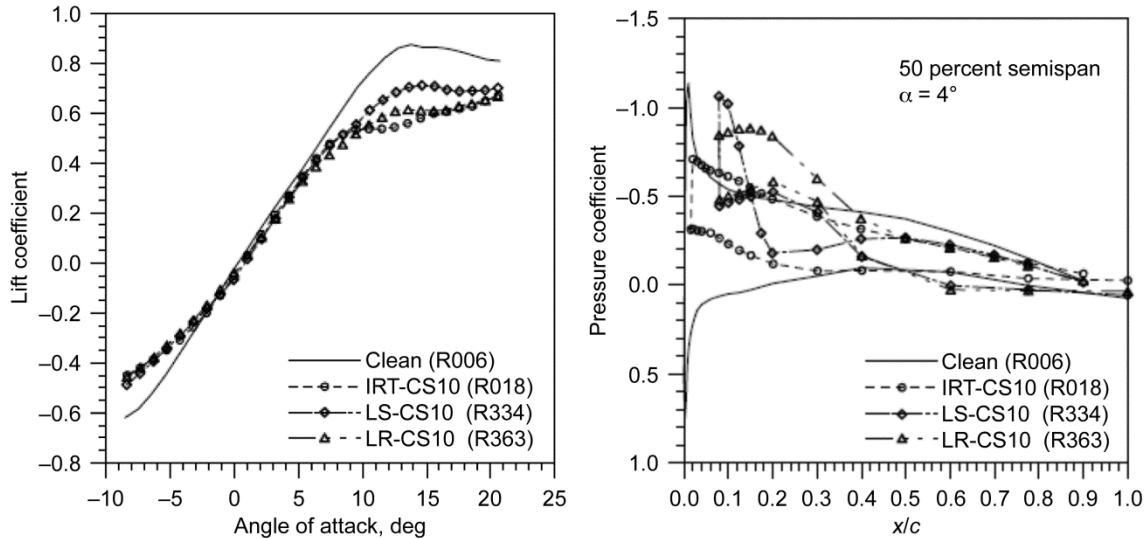 1.0
0.8
0.6
0.4
0.2
0.0
–0.2
–0.4
–0.6
–0.8
Lift coefficient
–10 –5 0 5 10 15 20 25
Angle of attack, deg
Clean (R006)
IRT-CS10 (R018)
LS-CS10 (R334)
LR-CS10 (R363)
–1.5
–1.0
–0.5
0.0
0.5
1.0
Pressure coefficient
50 percent semispan
α = 4°
Clean (R006)
IRT-CS10 (R018)
LS-CS10 (R334)
LR-CS10 (R363)
0.0 0.1 0.2 0.3 0.4 0.5 0.6 0.7 0.8 0.9 1.0
x/c